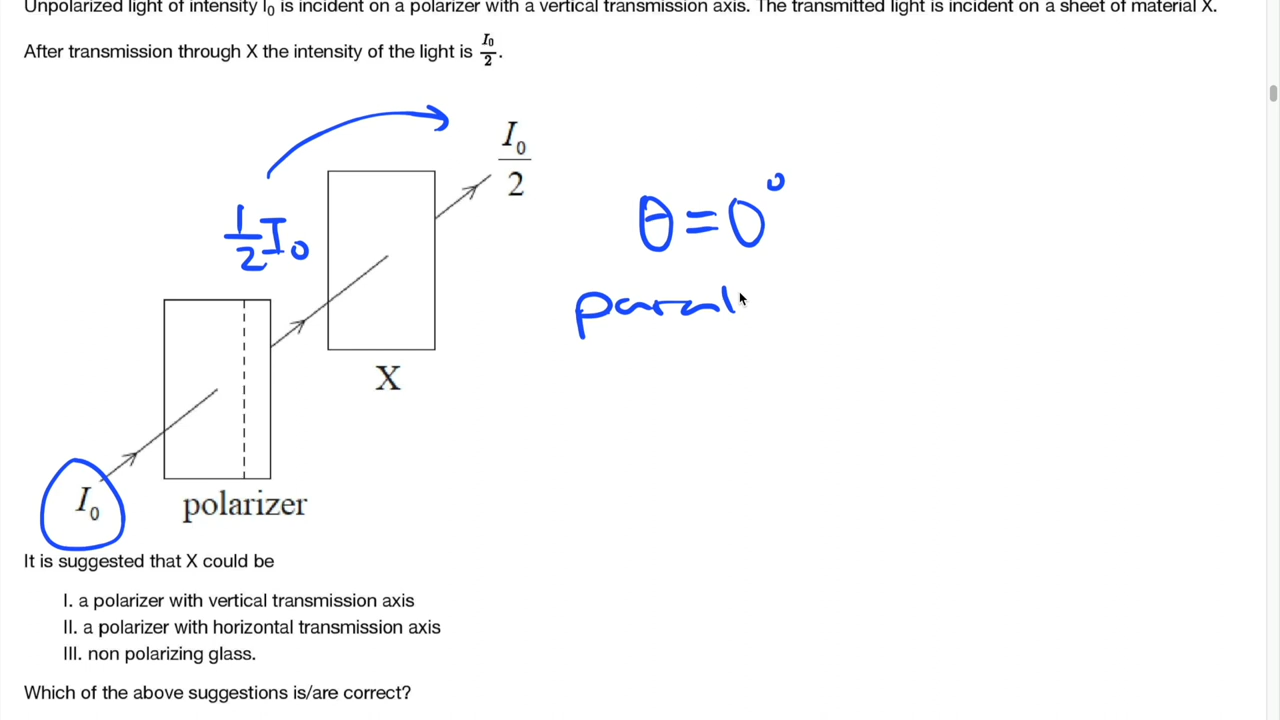 Unpolarized light of intensity I₀ is incident on a polarizer with a vertical transmission axis. The transmitted light is incident on a sheet of material X.
After transmission through X the intensity of the light is I₀/2.
I₀/2
½I₀
θ=0°
paral
X
I₀
polarizer
It is suggested that X could be
I. a polarizer with vertical transmission axis
II. a polarizer with horizontal transmission axis
III. non polarizing glass.
Which of the above suggestions is/are correct?